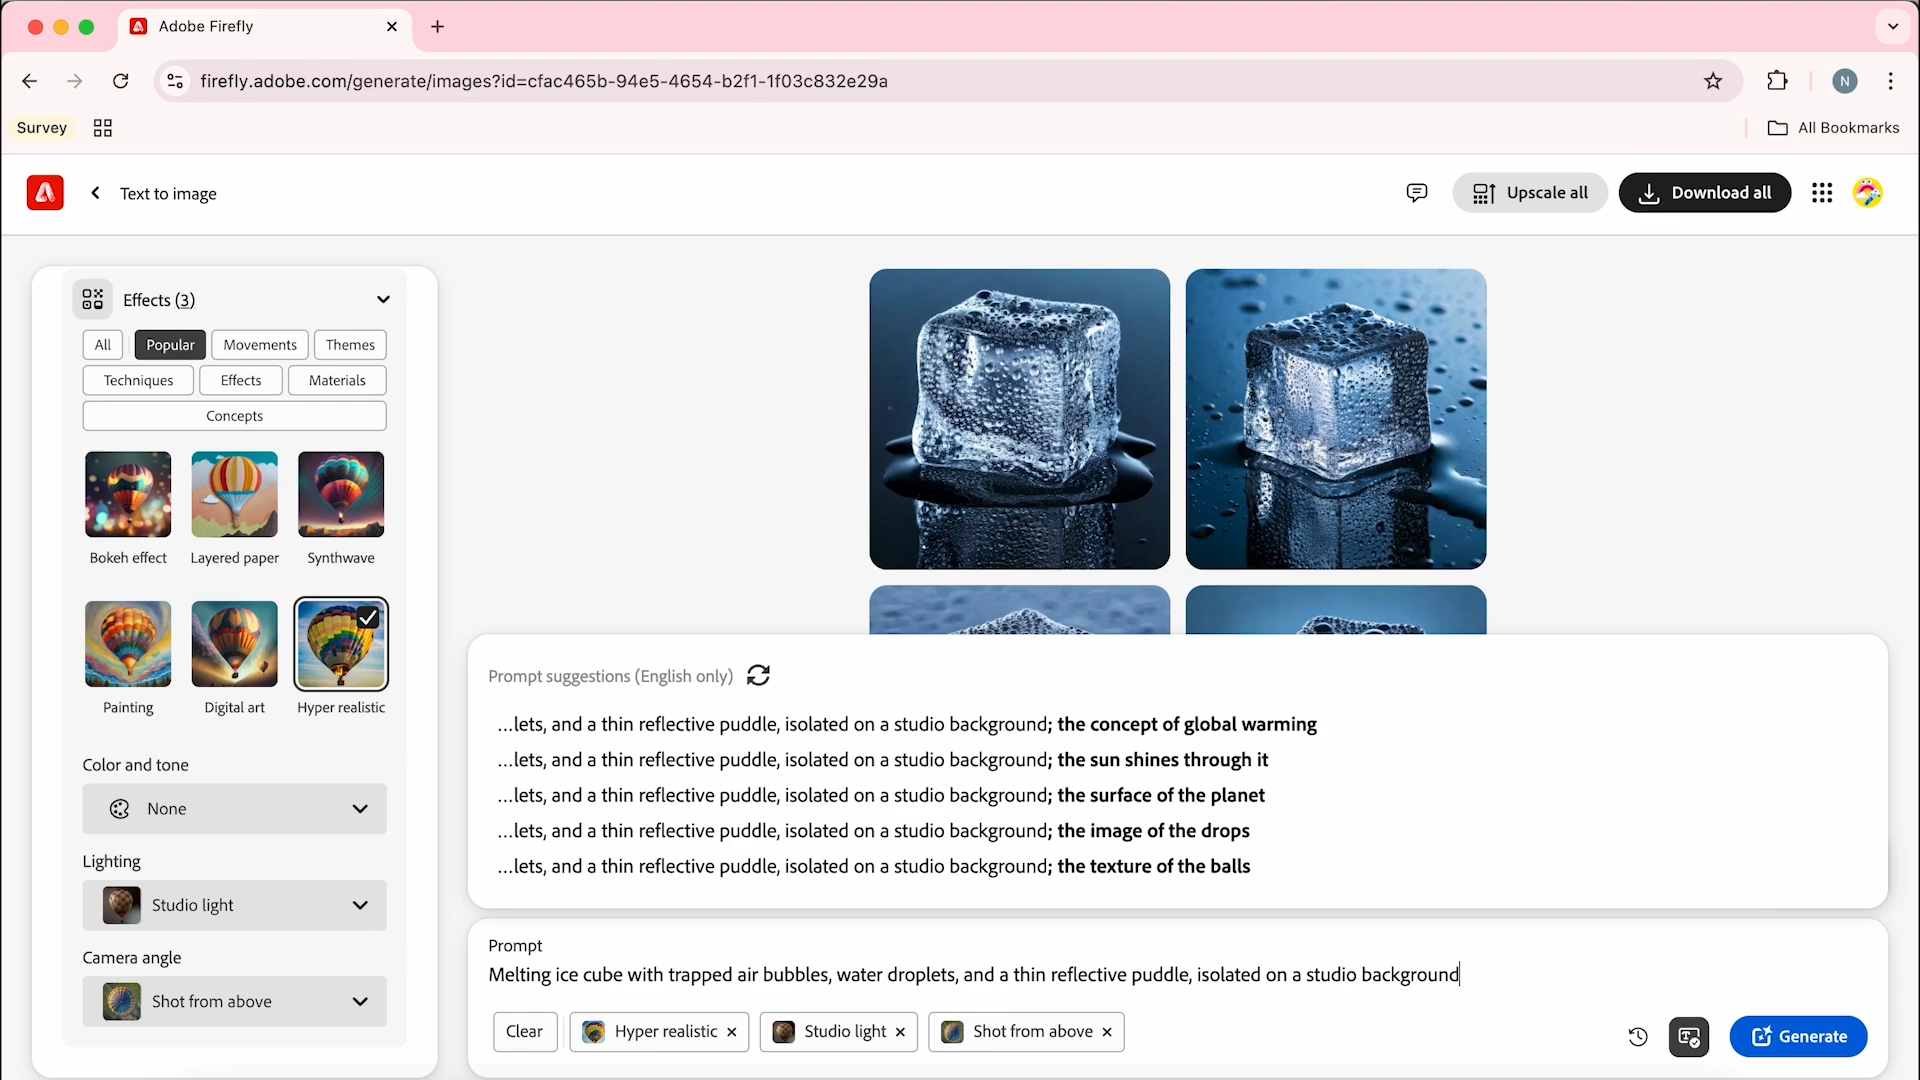 Adobe Firefly
firefly.adobe.com/generate/images?id=cfac465b-94e5-4654-b2f1-1f03c832e29a
N
Survey
All Bookmarks
Text to image
Upscale all
Download all
Effects (3)
All
Popular
Movements
Themes
Techniques
Effects
Materials
Concepts
Bokeh effect
Layered paper
Synthwave
Painting
Digital art
Hyper realistic
Color and tone
None
Lighting
Studio light
Camera angle
Shot from above
Prompt suggestions (English only)
...lets, and a thin reflective puddle, isolated on a studio background; the concept of global warming
...lets, and a thin reflective puddle, isolated on a studio background; the sun shines through it
...lets, and a thin reflective puddle, isolated on a studio background; the surface of the planet
...lets, and a thin reflective puddle, isolated on a studio background; the image of the drops
...lets, and a thin reflective puddle, isolated on a studio background; the texture of the balls
Prompt
Melting ice cube with trapped air bubbles, water droplets, and a thin reflective puddle, isolated on a studio background
Clear
Hyper realistic
Studio light
Shot from above
Generate